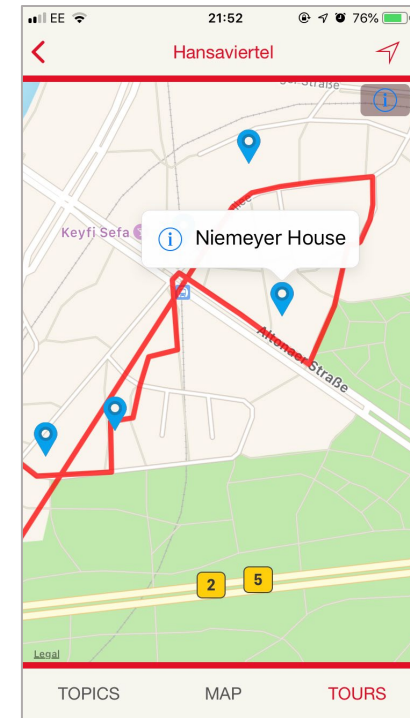 EE 21:52 76%
Hansaviertel
Keyfi Sefa
Niemeyer House
Altonaer Straße
2 5
Legal
TOPICS MAP TOURS